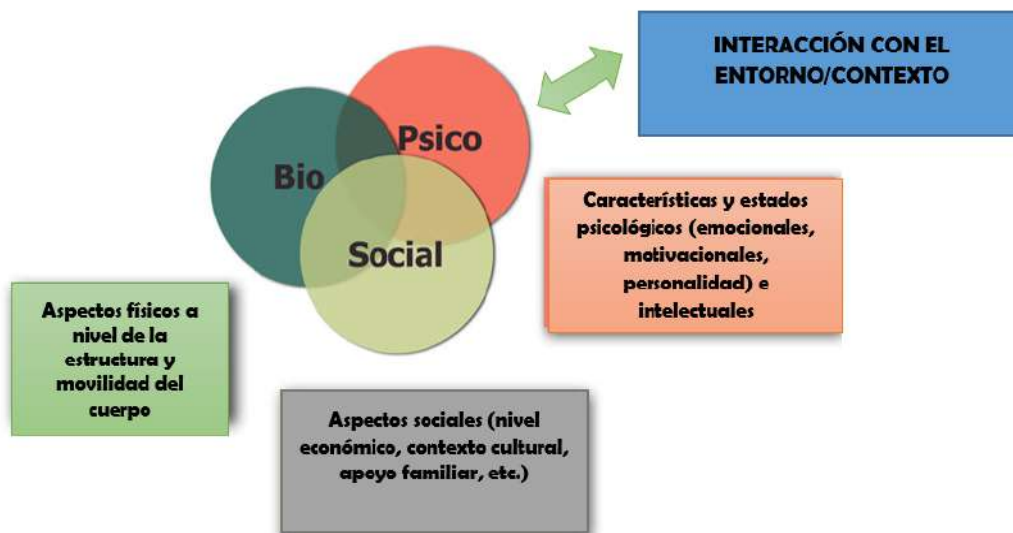 INTERACCIÓN CON EL
ENTORNO/CONTEXTO
Psico
Bio
Social
Características y estados
psicológicos (emocionales,
motivacionales,
personalidad) e
intelectuales
Aspectos físicos a
nivel de la
estructura y
movilidad del
cuerpo
Aspectos sociales (nivel
económico, contexto cultural,
apoyo familiar, etc.)